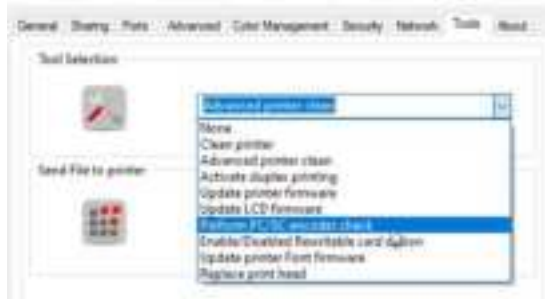 General Sharing Ports Advanced Color Management Security Network Tools About
Tool Selection
Advanced printer clean
None
Clean printer
Advanced printer clean
Activate duplex printing
Send File to printer
Update printer firmware
Update LCD firmware
Perform PC/SC encoder check
Enable/Disabled Rewritable card option
Update printer Font firmware
Replace print head